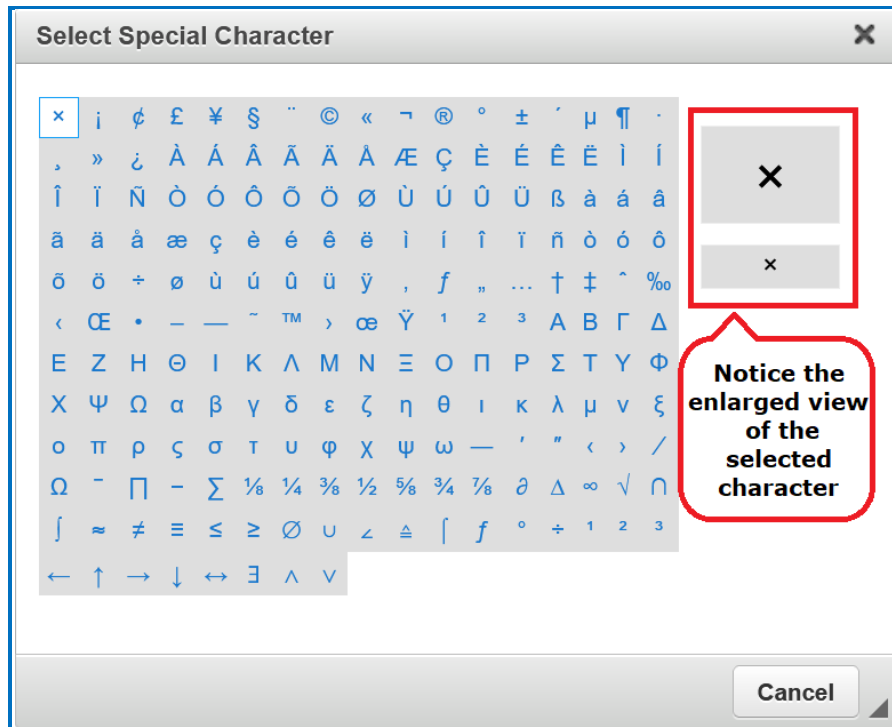 Select Special Character
×
× ¡ ¢ £ ¥ § ¨ © « ¬ ® ° ± ´ µ ¶ ·
¸ » ¿ À Á Â Ã Ä Å Æ Ç È É Ê Ë Ì Í
Î Ï Ñ Ò Ó Ô Õ Ö Ø Ù Ú Û Ü ß à á â
ã ä å æ ç è é ê ë ì í î ï ñ ò ó ô
õ ö ÷ ø ù ú û ü ÿ ‚ ƒ „ … † ‡ ˆ ‰
‹ Œ • – — ˜ ™ › œ Ÿ ¹ ² ³ Α Β Γ Δ
Ε Ζ Η Θ Ι Κ Λ Μ Ν Ξ Ο Π Ρ Σ Τ Υ Φ
Χ Ψ Ω α β γ δ ε ζ η θ ι κ λ μ ν ξ
ο π ρ ς σ τ υ φ χ ψ ω — ′ ″ ‹ › ⁄
Ω ‾ ∏ − ∑ ⅛ ¼ ⅜ ½ ⅝ ¾ ⅞ ∂ ∆ ∞ √ ∩
∫ ≈ ≠ ≡ ≤ ≥ ∅ ∪ ∠ ≙ ⌠ ƒ ° ÷ ¹ ² ³
← ↑ → ↓ ↔ ∃ ∧ ∨
×
×
Notice the
enlarged view
of the
selected
character
Cancel